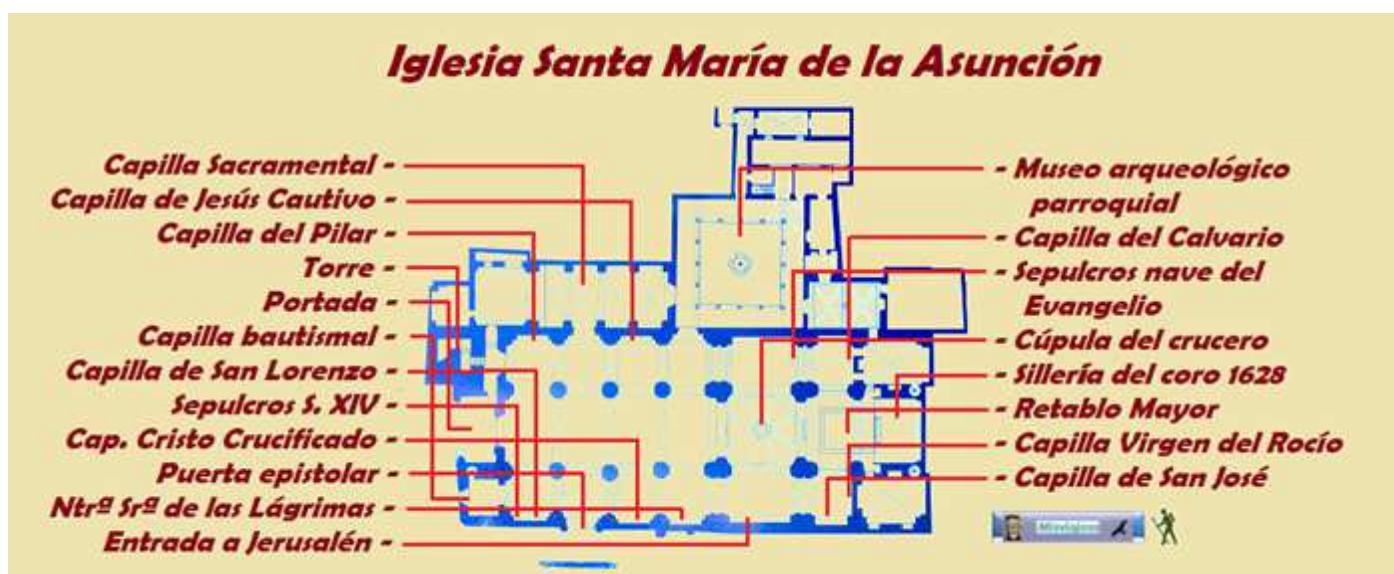 Iglesia Santa María de la Asunción
Capilla Sacramental -
Capilla de Jesús Cautivo -
Capilla del Pilar -
Torre -
Portada -
Capilla bautismal -
Capilla de San Lorenzo -
Sepulcros S. XIV -
Cap. Cristo Crucificado -
Puerta epistolar -
Ntrª Srª de las Lágrimas -
Entrada a Jerusalén -
- Museo arqueológico
parroquial
- Capilla del Calvario
- Sepulcros nave del
Evangelio
- Cúpula del crucero
- Sillería del coro 1628
- Retablo Mayor
- Capilla Virgen del Rocío
- Capilla de San José